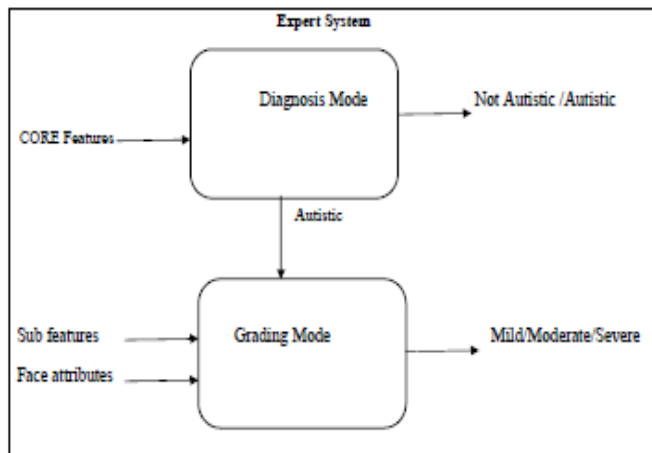 Expert System
Diagnosis Mode
Not Autistic /Autistic
CORE Features
Autistic
Sub features
Grading Mode
Mild/Moderate/Severe
Face attributes